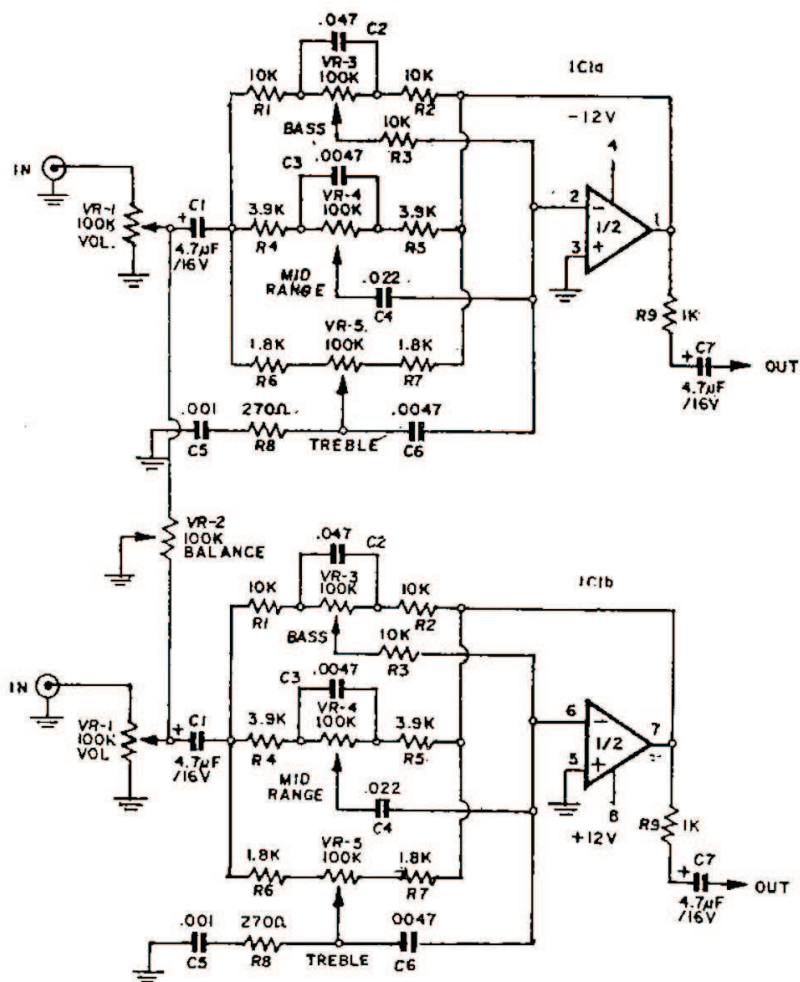 .047 C2
VR-3
100K
10K
R1
10K
R2
BASS
10K
R3
IC1a
-12V
4
IN
VR-1
100K
VOL.
+ C1
4.7µF
/16V
C3 .0047
VR-4
100K
3.9K
R4
3.9K
R5
MID
RANGE
.022
C4
2 -
3 +
1/2
1
R9 1K
+ C7
4.7µF
/16V
OUT
VR-5.
100K
1.8K
R6
1.8K
R7
.001
C5
270Ω
R8
TREBLE
.0047
C6
VR-2
100K
BALANCE
.047 C2
VR-3
100K
10K
R1
10K
R2
BASS
10K
R3
IC1b
IN
VR-1
100K
VOL
+ C1
4.7µF
/16V
C3 .0047
VR-4
100K
3.9K
R4
3.9K
R5
MID
RANGE
.022
C4
6 -
5 +
1/2
7
8
+12V
R9 1K
+ C7
4.7µF
/16V
OUT
VR-5
100K
1.8K
R6
1.8K
R7
.001
C5
270Ω
R8
TREBLE
0047
C6